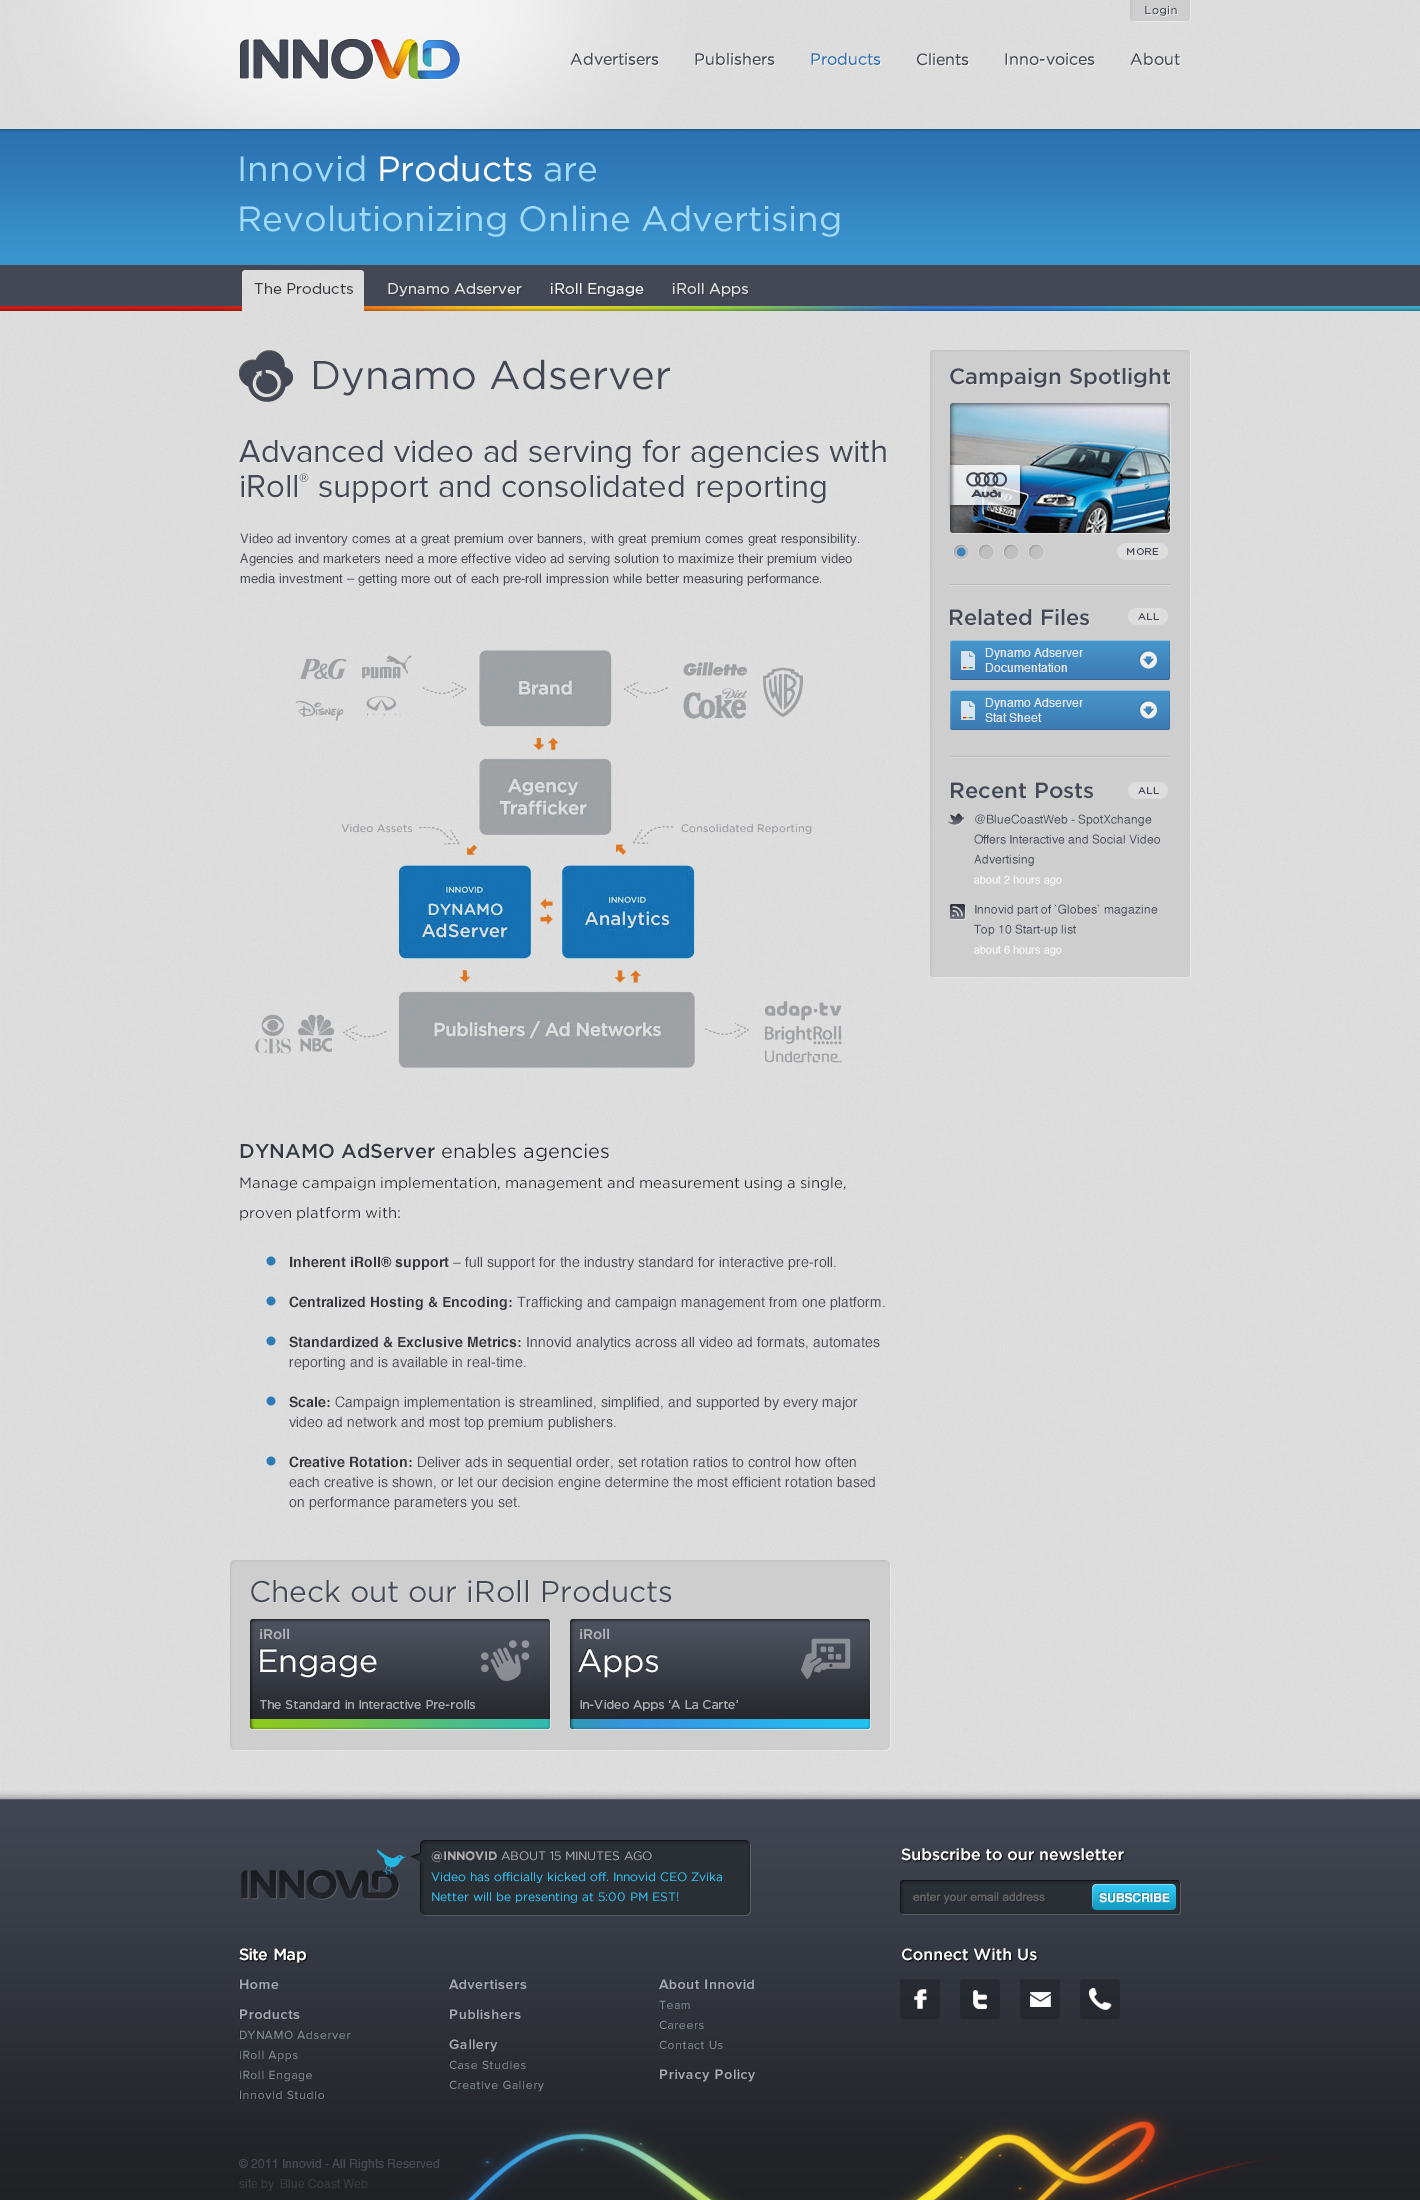 Login
INNOVID
Advertisers Publishers Products Clients Inno-voices About
Innovid Products are
Revolutionizing Online Advertising
The Products Dynamo Adserver iRoll Engage iRoll Apps
Dynamo Adserver
Advanced video ad serving for agencies with
iRoll® support and consolidated reporting
Video ad inventory comes at a great premium over banners, with great premium comes great responsibility.
Agencies and marketers need a more effective video ad serving solution to maximize their premium video
media investment – getting more out of each pre-roll impression while better measuring performance.
P&G PUMA
Disney
Brand
Gillette
Diet
Coke
WB
Agency
Trafficker
Video Assets
Consolidated Reporting
INNOVID
DYNAMO
AdServer
INNOVID
Analytics
CBS NBC
Publishers / Ad Networks
adap.tv
BrightRoll
Undertone.
DYNAMO AdServer enables agencies
Manage campaign implementation, management and measurement using a single,
proven platform with:
Inherent iRoll® support – full support for the industry standard for interactive pre-roll.
Centralized Hosting & Encoding: Trafficking and campaign management from one platform.
Standardized & Exclusive Metrics: Innovid analytics across all video ad formats, automates
reporting and is available in real-time.
Scale: Campaign implementation is streamlined, simplified, and supported by every major
video ad network and most top premium publishers.
Creative Rotation: Deliver ads in sequential order, set rotation ratios to control how often
each creative is shown, or let our decision engine determine the most efficient rotation based
on performance parameters you set.
Check out our iRoll Products
iRoll
Engage
The Standard in Interactive Pre-rolls
iRoll
Apps
In-Video Apps 'A La Carte'
Campaign Spotlight
Audi
MORE
Related Files ALL
Dynamo Adserver
Documentation
Dynamo Adserver
Stat Sheet
Recent Posts ALL
@BlueCoastWeb - SpotXchange
Offers Interactive and Social Video
Advertising
about 2 hours ago
Innovid part of `Globes` magazine
Top 10 Start-up list
about 6 hours ago
INNOVID
@INNOVID ABOUT 15 MINUTES AGO
Video has officially kicked off. Innovid CEO Zvika
Netter will be presenting at 5:00 PM EST!
Subscribe to our newsletter
enter your email address SUBSCRIBE
Site Map
Home
Products
DYNAMO Adserver
iRoll Apps
iRoll Engage
Innovid Studio
Advertisers
Publishers
Gallery
Case Studies
Creative Gallery
About Innovid
Team
Careers
Contact Us
Privacy Policy
Connect With Us
© 2011 Innovid - All Rights Reserved
site by Blue Coast Web